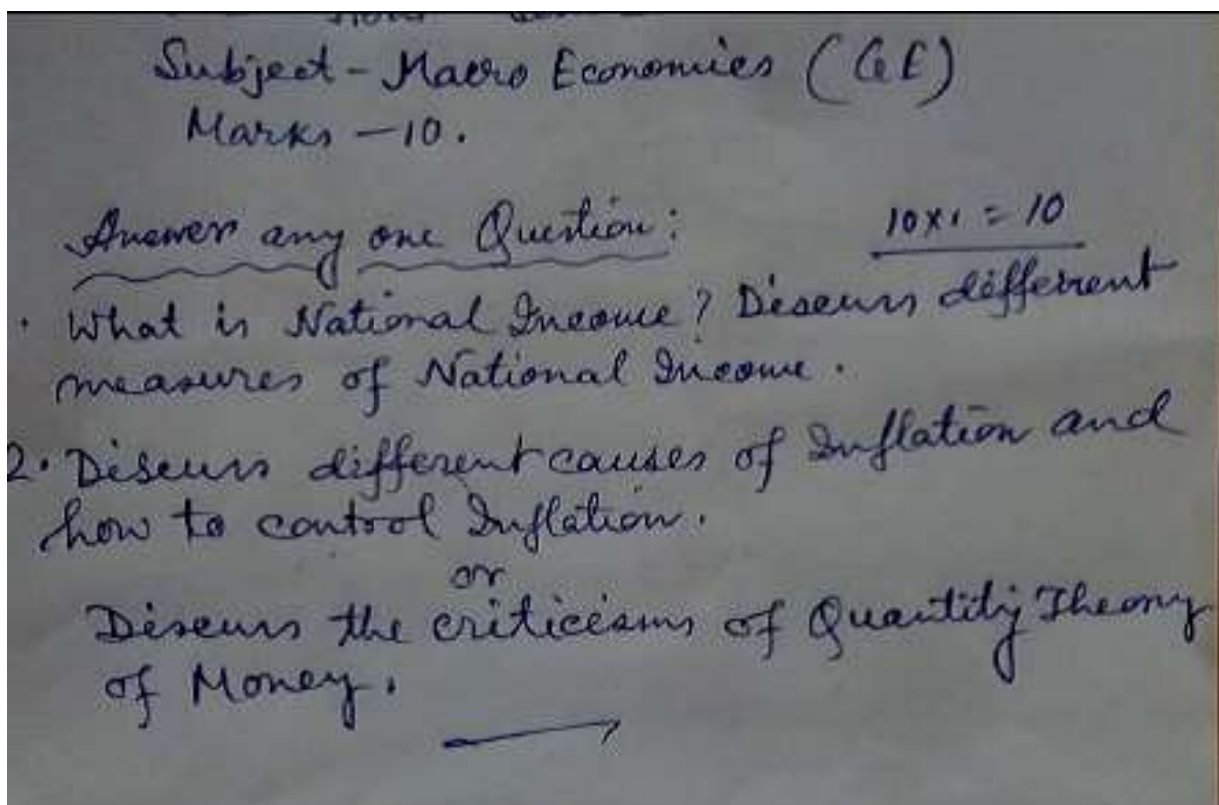 Subject - Macro Economics (GE)
Marks - 10.
Answer any one Question: 10x1 = 10
. What is National Income? Discuss different
measures of National Income.
2. Discuss different causes of Inflation and
how to control Inflation.
or
Discuss the criticisms of Quantity Theory
of Money.